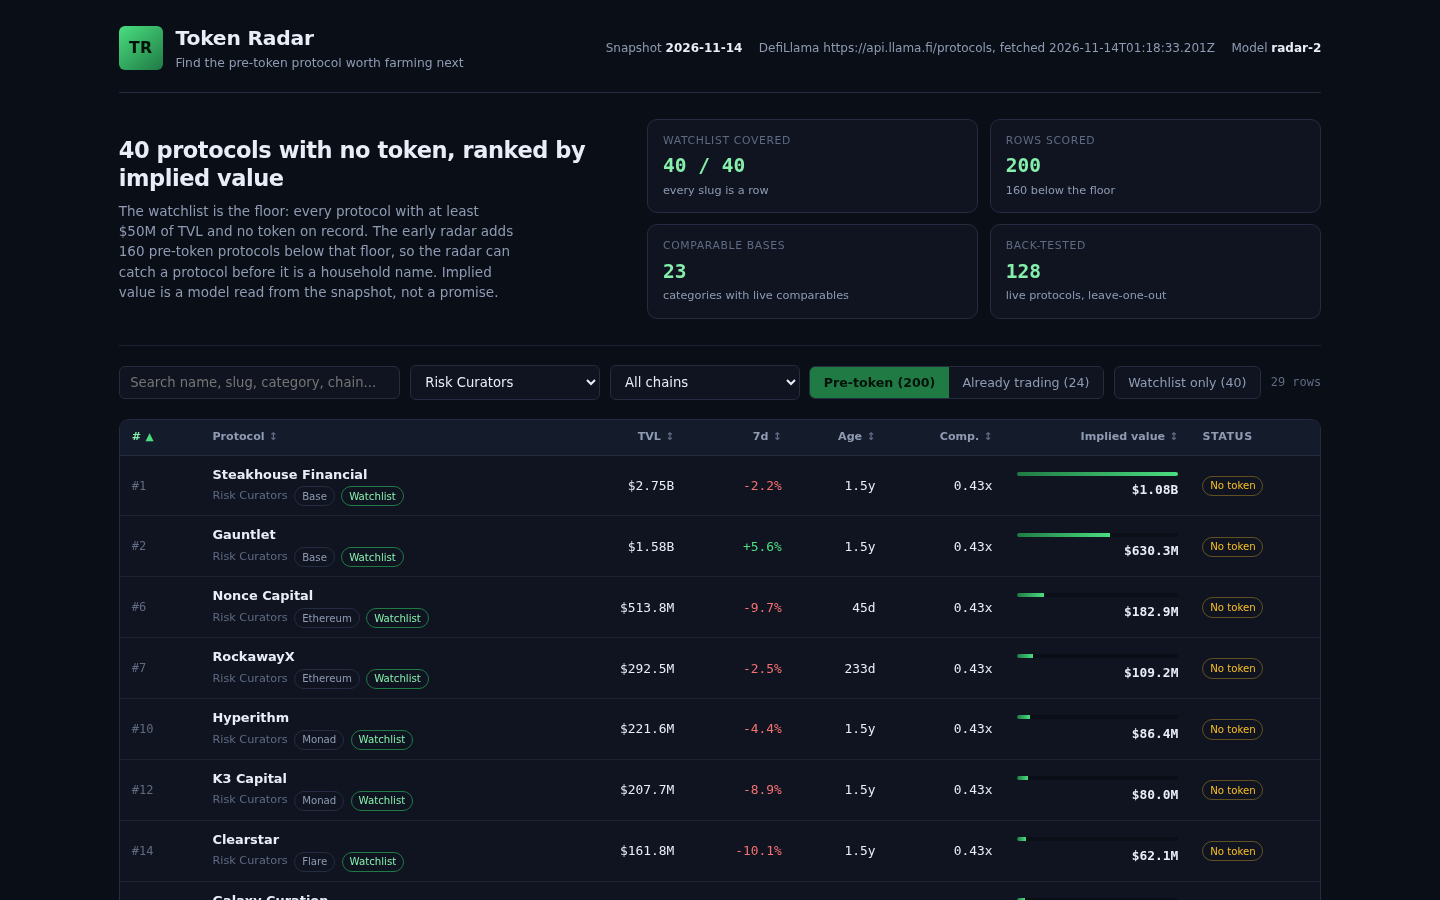 TR
Token Radar
Find the pre-token protocol worth farming next
Snapshot 2026-11-14 DefiLlama https://api.llama.fi/protocols, fetched 2026-11-14T01:18:33.201Z Model radar-2
40 protocols with no token, ranked by
implied value
The watchlist is the floor: every protocol with at least
$50M of TVL and no token on record. The early radar adds
160 pre-token protocols below that floor, so the radar can
catch a protocol before it is a household name. Implied
value is a model read from the snapshot, not a promise.
WATCHLIST COVERED
40 / 40
every slug is a row
ROWS SCORED
200
160 below the floor
COMPARABLE BASES
23
categories with live comparables
BACK-TESTED
128
live protocols, leave-one-out
Search name, slug, category, chain... Risk Curators All chains Pre-token (200) Already trading (24) Watchlist only (40) 29 rows
# ▲ Protocol ↕ TVL ↕ 7d ↕ Age ↕ Comp. ↕ Implied value ↕ STATUS
#1 Steakhouse Financial $2.75B -2.2% 1.5y 0.43x $1.08B No token
Risk Curators Base Watchlist
#2 Gauntlet $1.58B +5.6% 1.5y 0.43x $630.3M No token
Risk Curators Base Watchlist
#6 Nonce Capital $513.8M -9.7% 45d 0.43x $182.9M No token
Risk Curators Ethereum Watchlist
#7 RockawayX $292.5M -2.5% 233d 0.43x $109.2M No token
Risk Curators Ethereum Watchlist
#10 Hyperithm $221.6M -4.4% 1.5y 0.43x $86.4M No token
Risk Curators Monad Watchlist
#12 K3 Capital $207.7M -8.9% 1.5y 0.43x $80.0M No token
Risk Curators Monad Watchlist
#14 Clearstar $161.8M -10.1% 1.5y 0.43x $62.1M No token
Risk Curators Flare Watchlist
Galaxy Curation